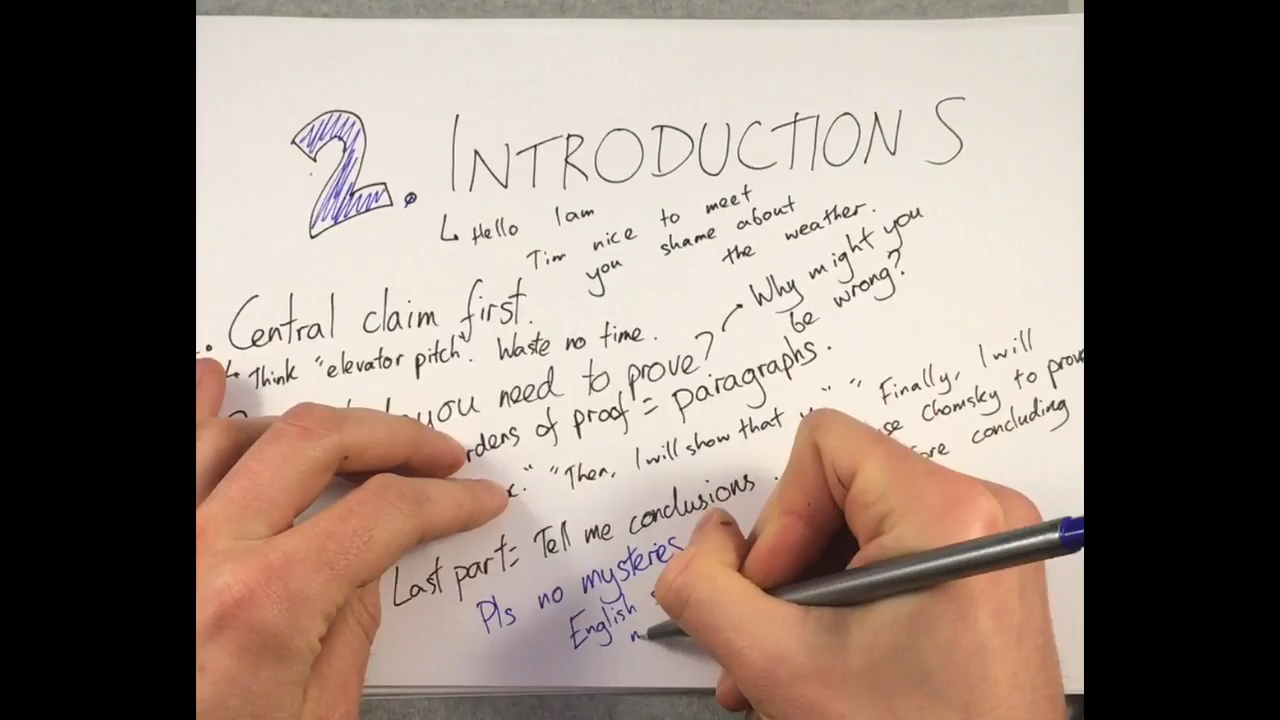 2. INTRODUCTIONS
↳ Hello I am
Tim nice to meet
you shame about
the weather.
Central claim first.
↳ Think "elevator pitch". Waste no time.
you need to prove?
Why might you
be wrong?
of proof = paragraphs.
"Then, I will show that
" Finally, I will
Chomsky to prove
concluding
Last part = Tell me conclusions.
Pls no mysteries
English